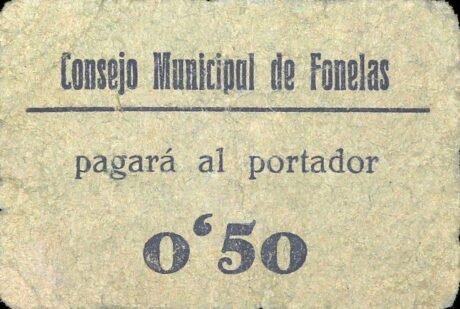 Consejo Municipal de Fonelas
pagará al portador
0‘50